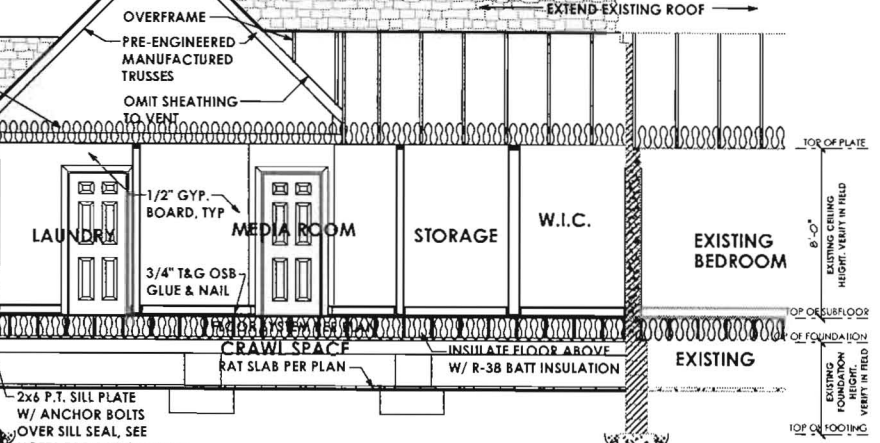 OVERFRAME
EXTEND EXISTING ROOF
PRE-ENGINEERED
MANUFACTURED
TRUSSES
OMIT SHEATHING
TO VENT
TOP OF PLATE
1/2" GYP.
BOARD, TYP
LAUNDRY
MEDIA ROOM
STORAGE
W.I.C.
EXISTING
BEDROOM
8'-0"
EXISTING CEILING
HEIGHT. VERIFY IN FIELD
3/4" T&G OSB
GLUE & NAIL
TOP OF SUBFLOOR
FLOOR SYSTEM PER PLAN
OF FOUNDATION
CRAWL SPACE
RAT SLAB PER PLAN
INSULATE FLOOR ABOVE
W/ R-38 BATT INSULATION
EXISTING
EXISTING
FOUNDATION
HEIGHT.
VERIFY IN FIELD
2x6 P.T. SILL PLATE
W/ ANCHOR BOLTS
OVER SILL SEAL, SEE
TOP OF FOOTING